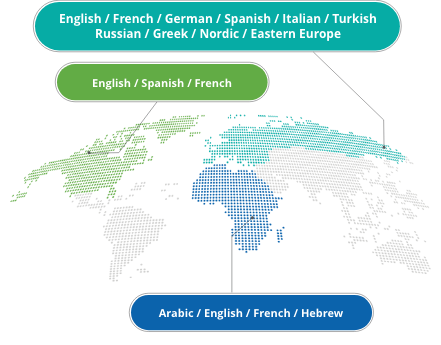 English / French / German / Spanish / Italian / Turkish
Russian / Greek / Nordic / Eastern Europe
English / Spanish / French
Arabic / English / French / Hebrew